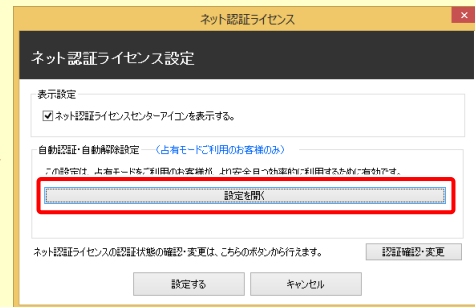 ネット認証ライセンス
ネット認証ライセンス設定
表示設定
ネット認証ライセンスセンターアイコンを表示する。
自動認証・自動解除設定 (占有モードご利用のお客様のみ)
この設定は、占有モードをご利用のお客様が、より安全且つ効率的に利用するために有効です。
設定を開く
ネット認証ライセンスの認証状態の確認・変更は、こちらのボタンから行えます。
認証確認・変更
設定する
キャンセル